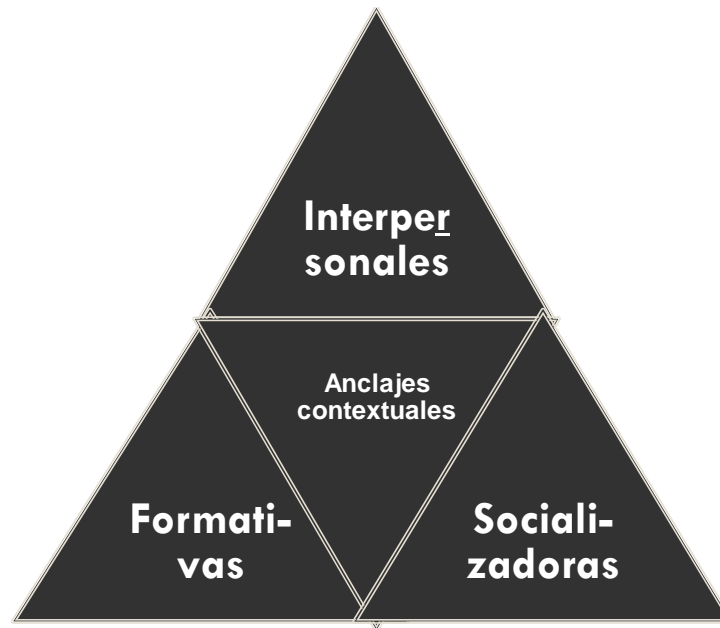 Interper
sonales
Anclajes
contextuales
Formati-
vas
Sociali-
zadoras